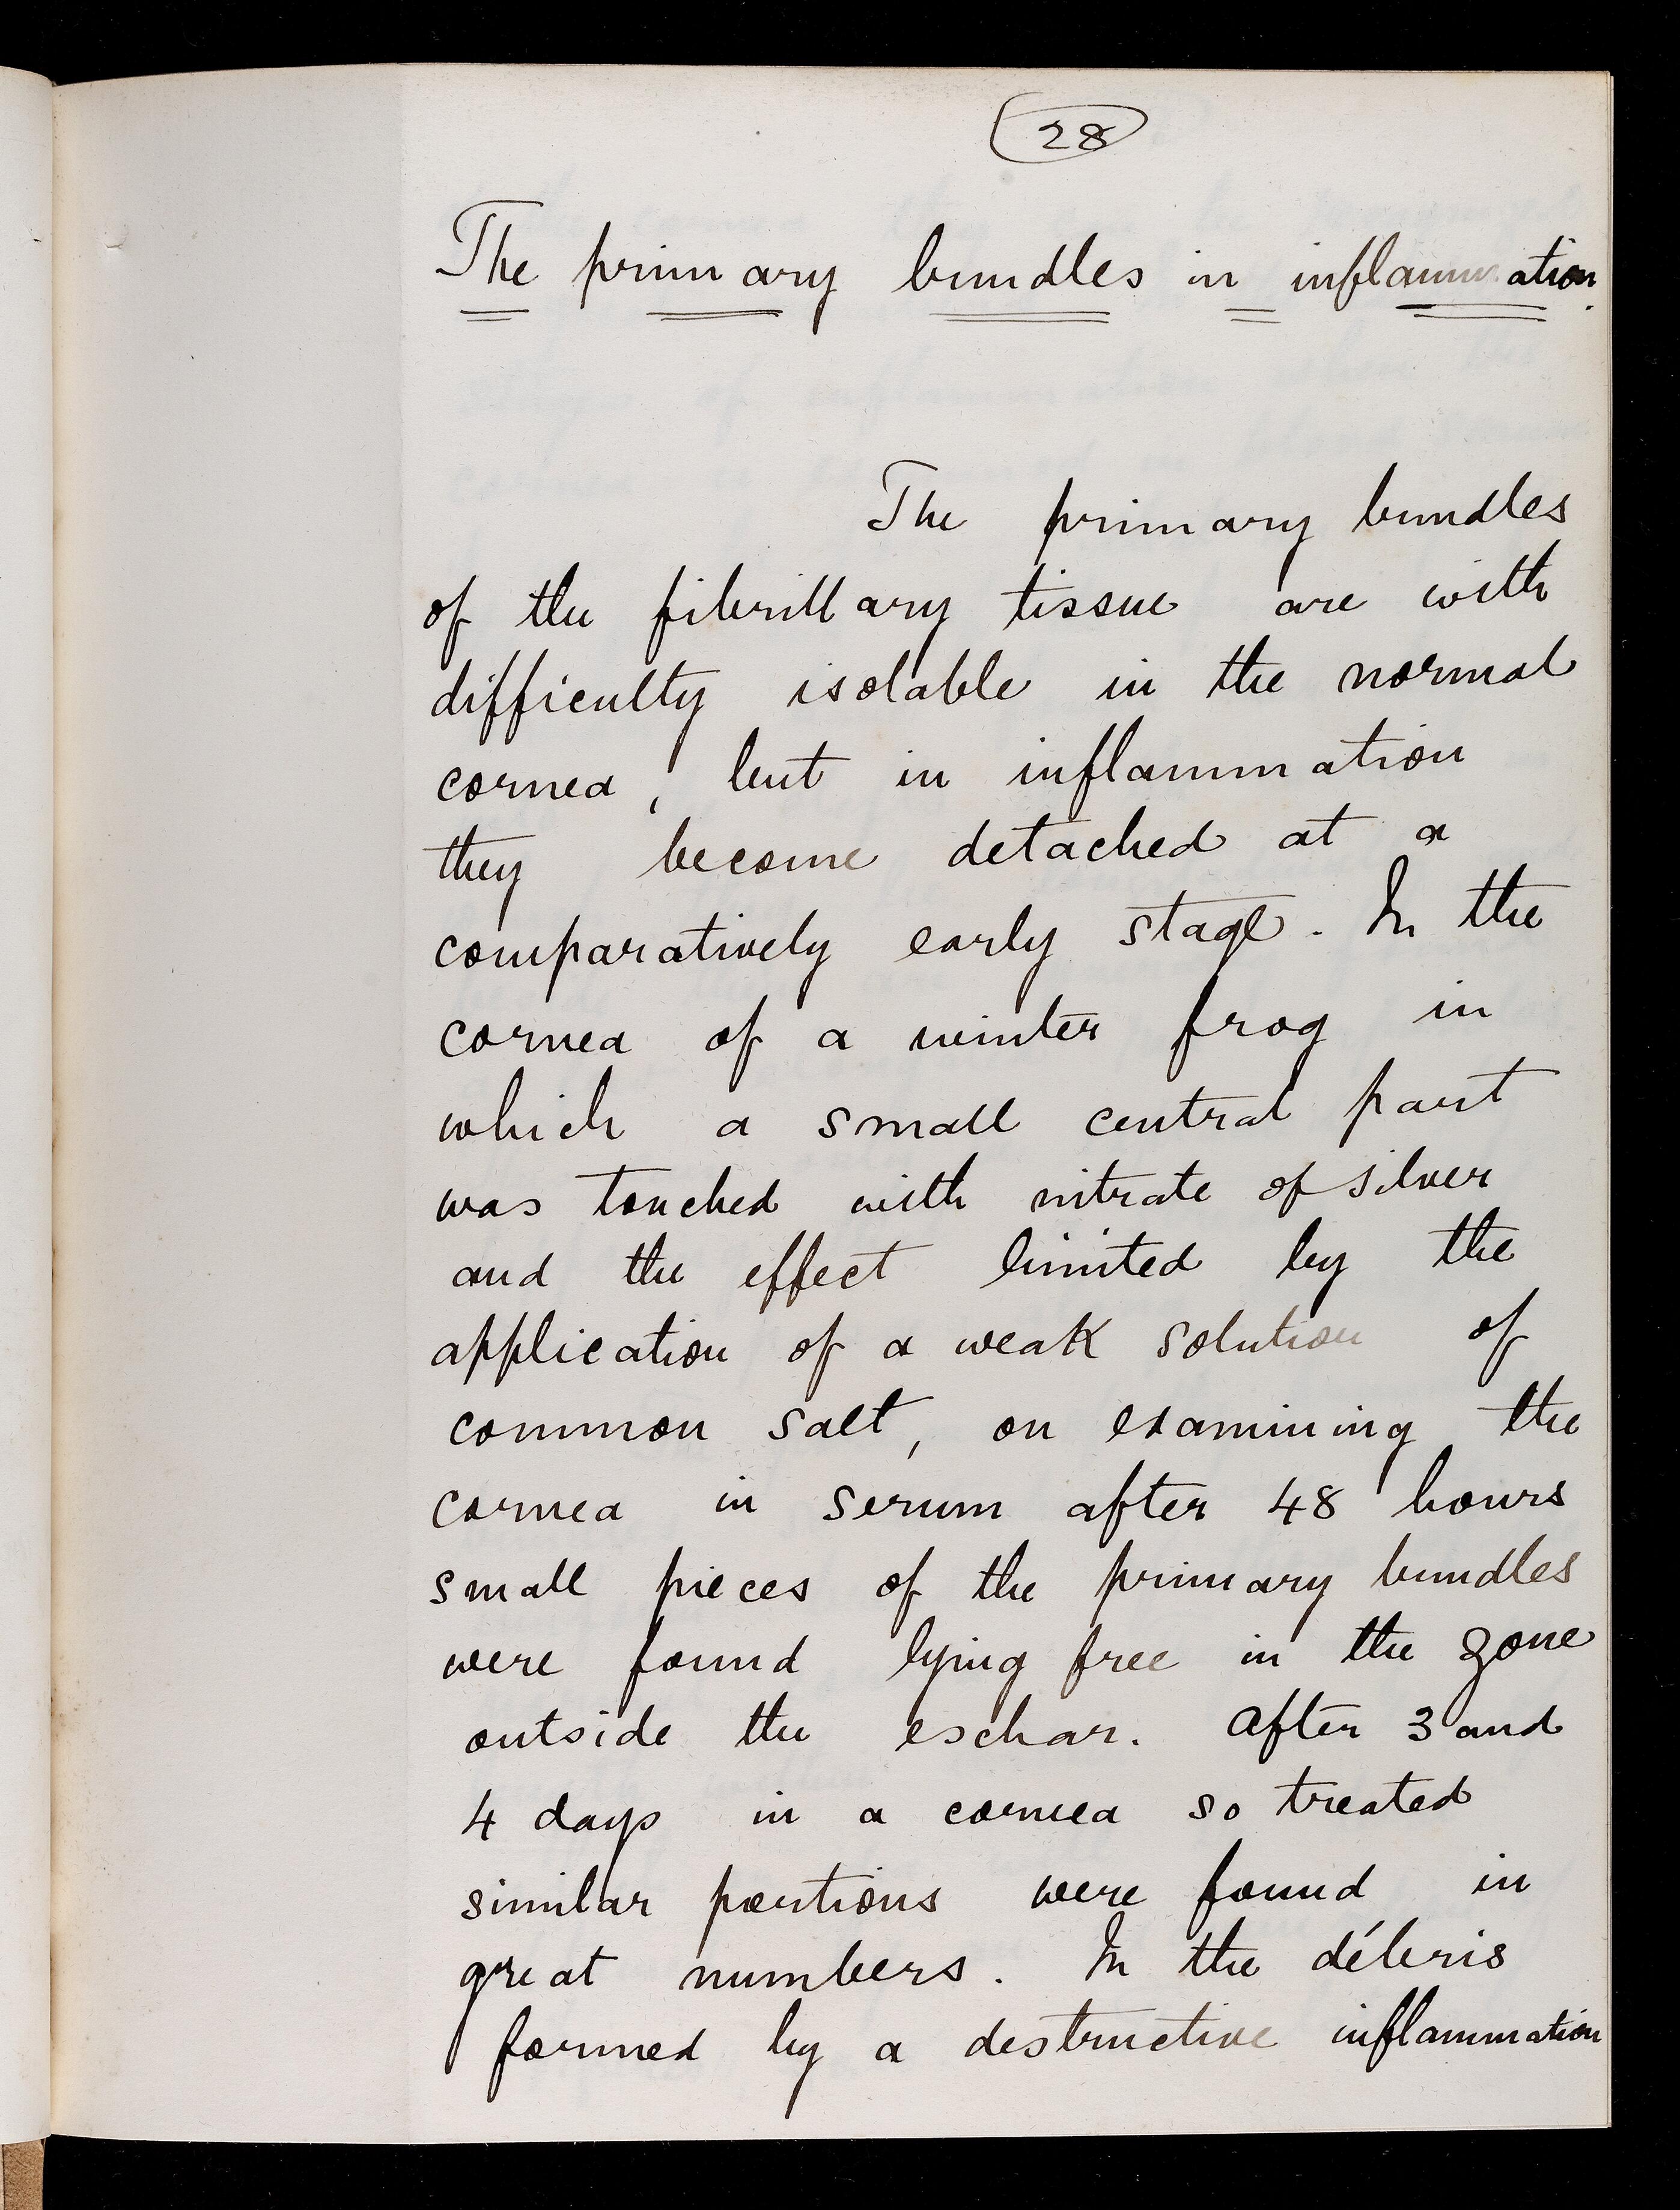 28
The primary bundles in inflammation.
The primary bundles
of the fibrillary tissue are with
difficulty isolable in the normal
cornea, but in inflammation
they become detached at a
comparatively early stage. In the
cornea of a winter frog in
which a small central part
was touched with nitrate of silver
and the effect limited by the
application of a weak solution of
common salt, on examining the
cornea in serum after 48 hours
small pieces of the primary bundles
were found lying free in the zone
outside the eschar. After 3 and
4 days in a cornea so treated
similar portions were found in
great numbers. In the débris
formed by a destructive inflammation